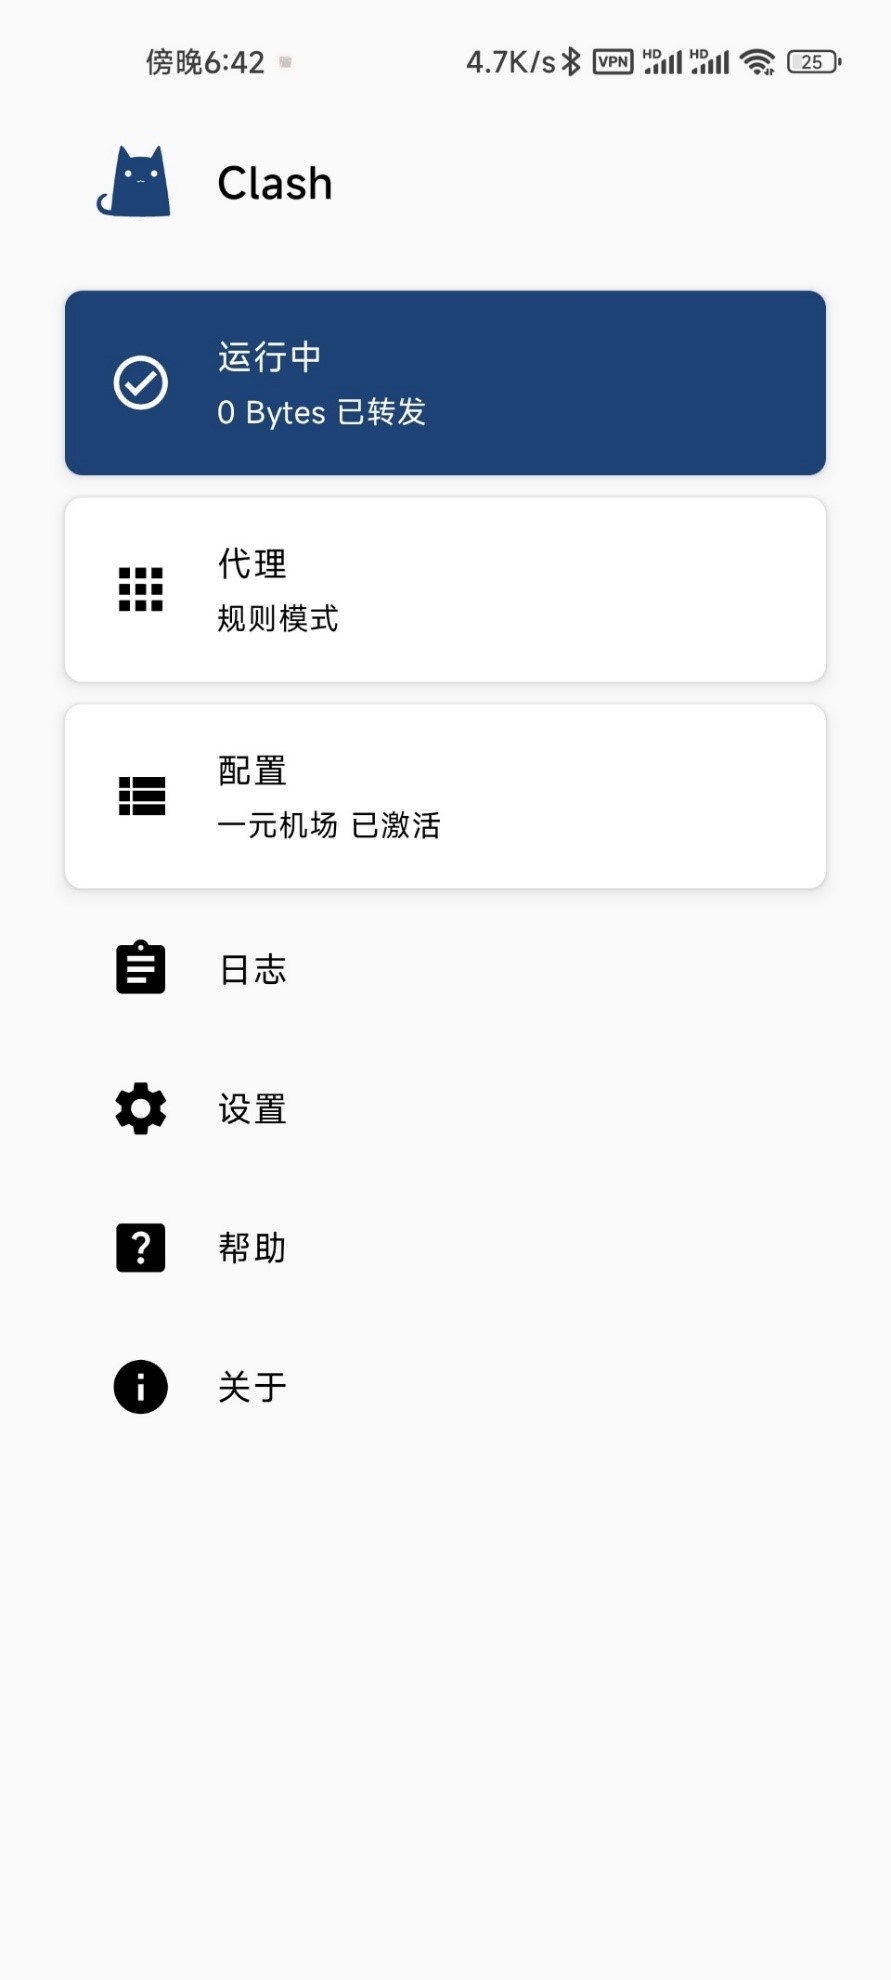 傍晚6:42 4.7K/s VPN HD HD 25
Clash
运行中
0 Bytes 已转发
代理
规则模式
配置
一元机场 已激活
日志
设置
帮助
关于